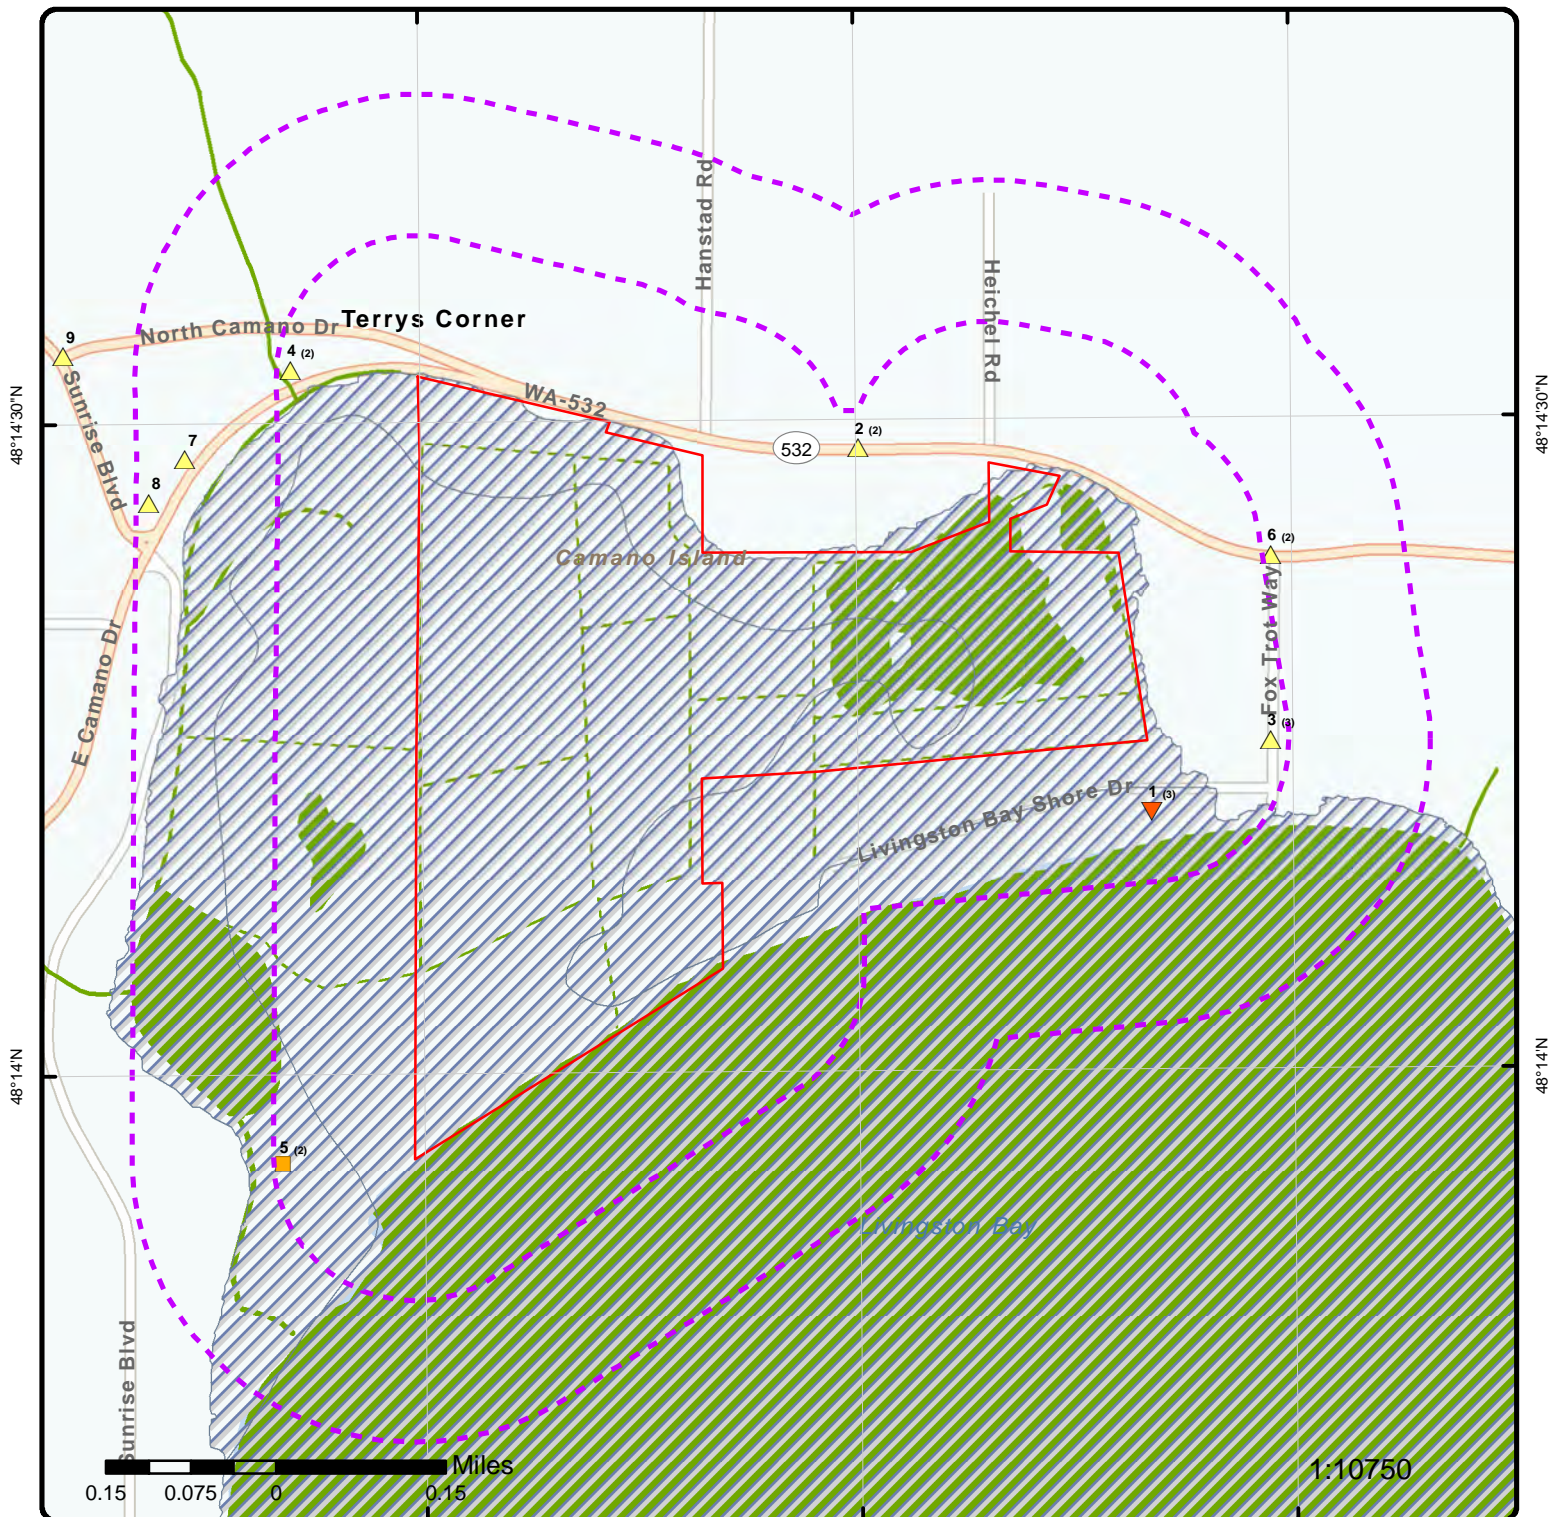 Hanstad Rd
Heichel Rd
Terrys Corner
North Camano Dr
9
4 (2)
Sunrise Blvd
WA-532
532
2 (2)
48°14'30"N
48°14'30"N
7
8
6 (2)
Camano Island
Fox Trot Way
E Camano Dr
3 (3)
1 (3)
Livingston Bay Shore Dr
48°14'N
48°14'N
5 (2)
Livingston Bay
Sunrise Blvd
Miles
1:10750
0.15
0.075
0
0.15